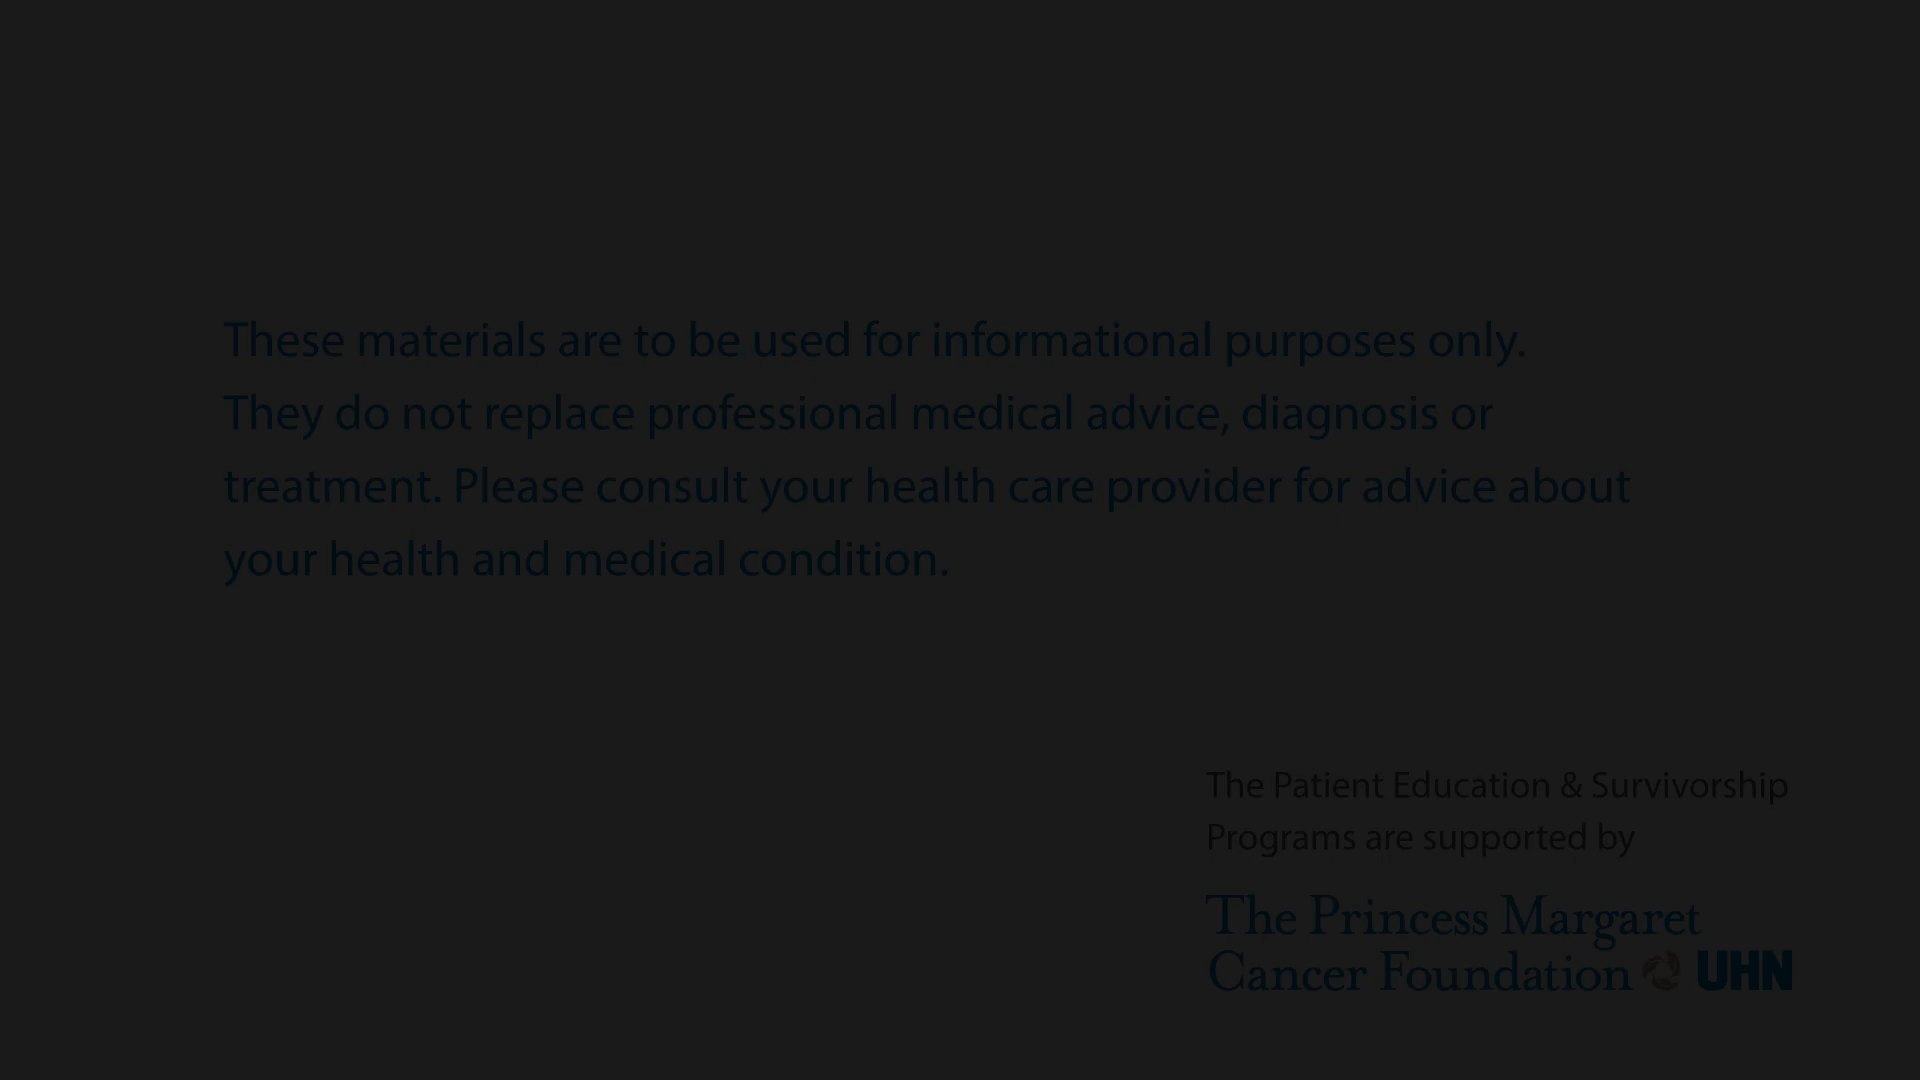 These materials are to be used for informational purposes only.
They do not replace professional medical advice, diagnosis or
treatment. Please consult your health care provider for advice about
your health and medical condition.
The Patient Education & Survivorship
Programs are supported by
The Princess Margaret
Cancer Foundation UHN